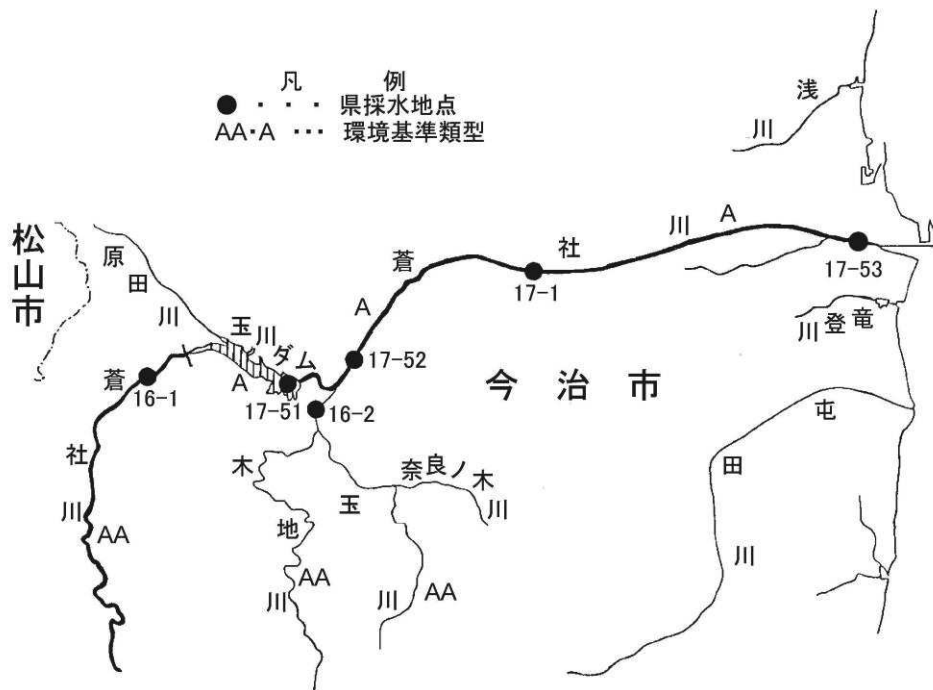 凡 例
●・・・県採水地点
AA・A ・・・環境基準類型
浅川
松山市
原田川
玉川ダム
A
蒼社川
A
A
17-53
17-1
17-52
登竜川
蒼社川
AA
16-1
17-51
16-2
今治市
木地川
AA
奈良ノ木川
玉川
AA
屯田川